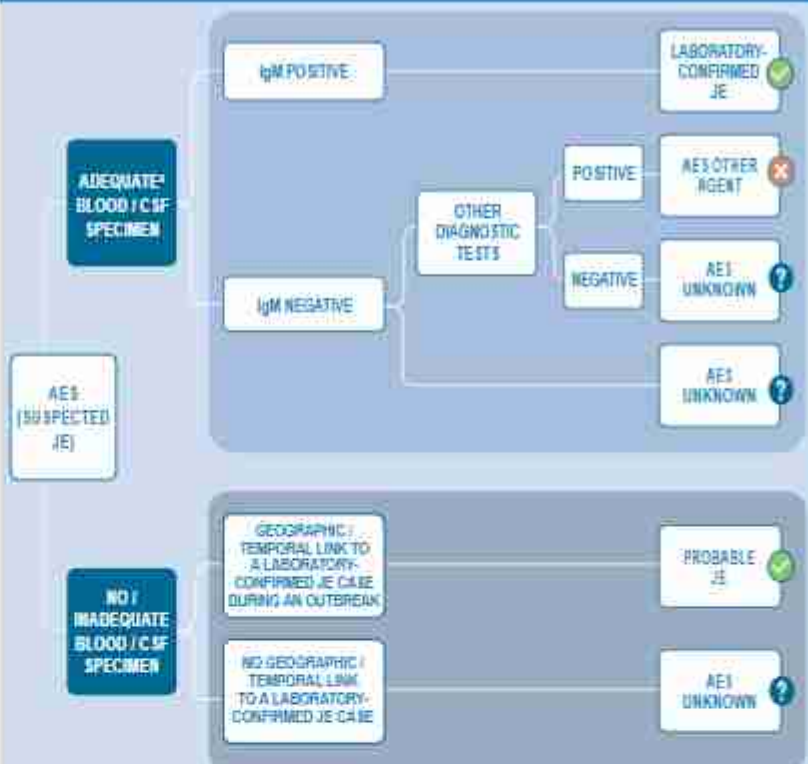 IgM POSITIVE
LABORATORY-
CONFIRMED
JE
ADEQUATEª
BLOOD / CSF
SPECIMEN
POSITIVE
AES OTHER
AGENT
OTHER
DIAGNOSTIC
TESTS
NEGATIVE
AES
UNKNOWN
IgM NEGATIVE
AES
UNKNOWN
AES
(SUSPECTED
JE)
GEOGRAPHIC /
TEMPORAL LINK TO
A LABORATORY-
CONFIRMED JE CASE
DURING AN OUTBREAK
PROBABLE
JE
NO /
INADEQUATE
BLOOD / CSF
SPECIMEN
NO GEOGRAPHIC /
TEMPORAL LINK
TO A LABORATORY-
CONFIRMED JE CASE
AES
UNKNOWN